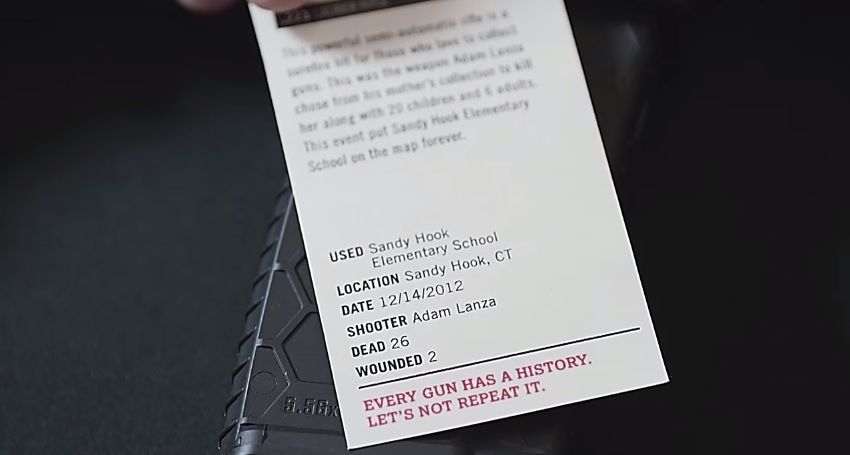 This powerful semi-automatic rifle is a
surefire hit for those who love to collect
guns. This was the weapon Adam Lanza
chose from his mother's collection to kill
her along with 20 children and 6 adults.
This event put Sandy Hook Elementary
School on the map forever.
USED Sandy Hook
Elementary School
LOCATION Sandy Hook, CT
DATE 12/14/2012
SHOOTER Adam Lanza
DEAD 26
WOUNDED 2
EVERY GUN HAS A HISTORY.
LET'S NOT REPEAT IT.
5.56x